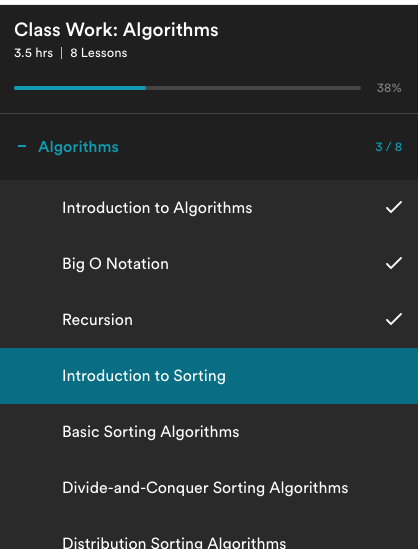 Class Work: Algorithms
3.5 hrs | 8 Lessons
38%
Algorithms 3 / 8
Introduction to Algorithms
Big O Notation
Recursion
Introduction to Sorting
Basic Sorting Algorithms
Divide-and-Conquer Sorting Algorithms
Distribution Sorting Algorithms